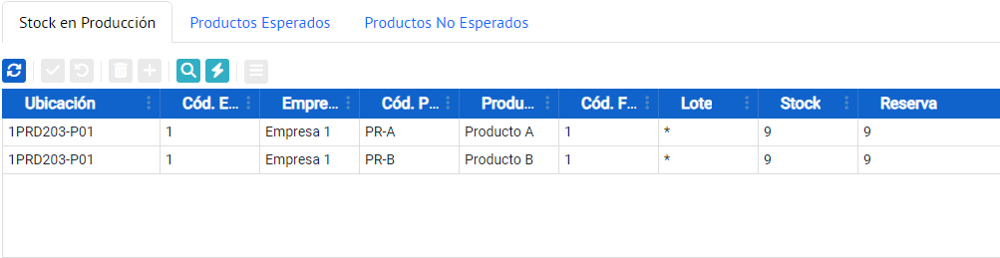 Stock en Producción Productos Esperados Productos No Esperados
Ubicación Cód. E... Empre... Cód. P... Produ... Cód. F... Lote Stock Reserva
1PRD203-P01 1 Empresa 1 PR-A Producto A 1 * 9 9
1PRD203-P01 1 Empresa 1 PR-B Producto B 1 * 9 9